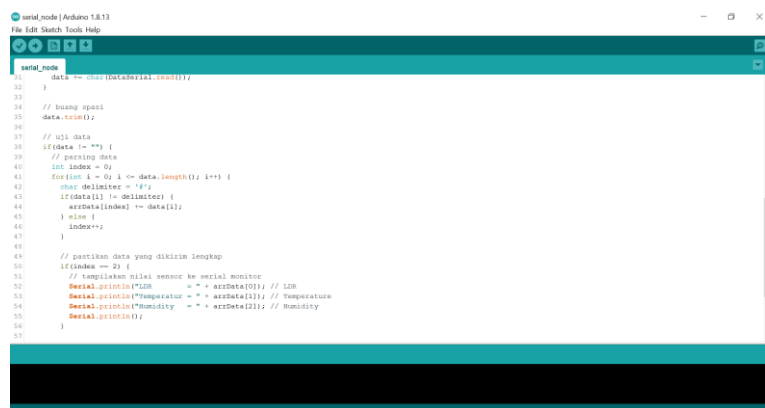 serial_node | Arduino 1.8.13
File Edit Sketch Tools Help
serial_node
31 data += char(DataSerial.read());
32 }
33
34 // buang spasi
35 data.trim();
36
37 // uji data
38 if(data != "") {
39 // parsing data
40 int index = 0;
41 for(int i = 0; i <= data.length(); i++) {
42 char delimiter = '#';
43 if(data[i] != delimiter) {
44 arrData[index] += data[i];
45 } else {
46 index++;
47 }
48
49 // pastikan data yang dikirim lengkap
50 if(index == 2) {
51 // tampilakan nilai sensor ke serial monitor
52 Serial.println("LDR = " + arrData[0]); // LDR
53 Serial.println("Temperatur = " + arrData[1]); // Temperature
54 Serial.println("Humidity = " + arrData[2]); // Humidity
55 Serial.println();
56 }
57